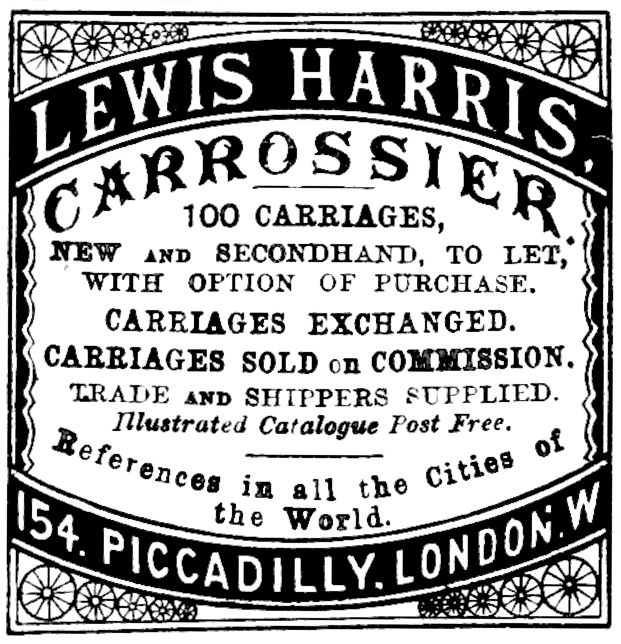 LEWIS HARRIS,
CARROSSIER.
100 CARRIAGES,
NEW AND SECONDHAND, TO LET,
WITH OPTION OF PURCHASE.
CARRIAGES EXCHANGED.
CARRIAGES SOLD on COMMISSION.
TRADE AND SHIPPERS SUPPLIED.
Illustrated Catalogue Post Free.
References in all the Cities of
the World.
154. PICCADILLY. LONDON. W